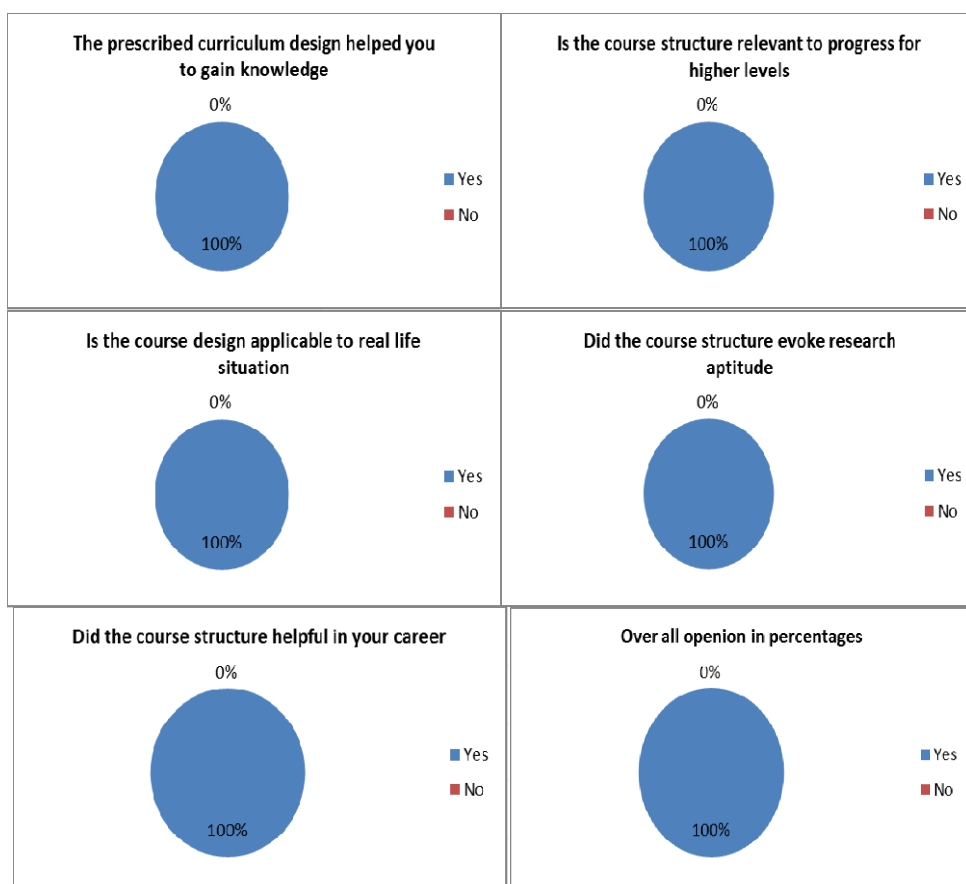 The prescribed curriculum design helped you
to gain knowledge
0%
100%
Yes
No
Is the course structure relevant to progress for
higher levels
0%
100%
Yes
No
Is the course design applicable to real life
situation
0%
100%
Yes
No
Did the course structure evoke research
aptitude
0%
100%
Yes
No
Did the course structure helpful in your career
0%
100%
Yes
No
Over all openion in percentages
0%
100%
Yes
No